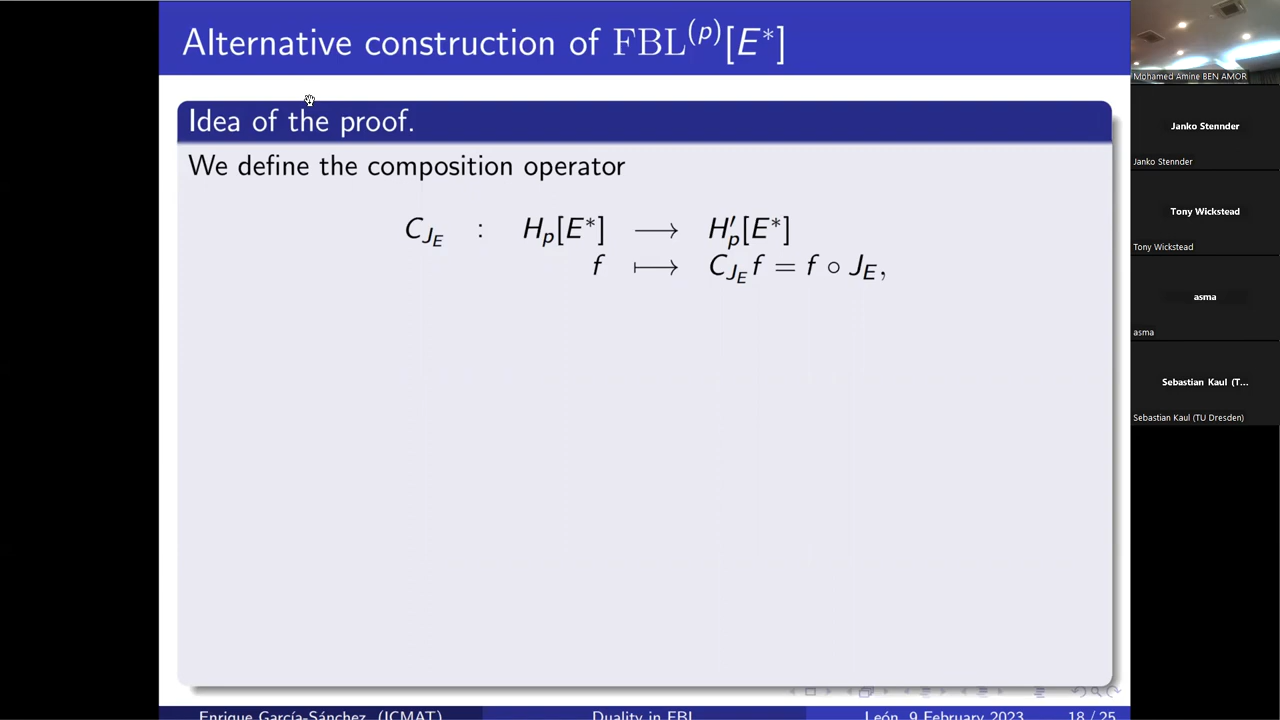 Alternative construction of FBL^(p)[E*]
Idea of the proof.
We define the composition operator
C_{J_E} : H_p[E*] ⟶ H'_p[E*]
f ⟼ C_{J_E} f = f ∘ J_E,
Enrique García-Sánchez (ICMAT)
Duality in FBL
León, 9 February 2023
18 / 25
Mohamed Amine BEN AMOR
Janko Stennder
Janko Stennder
Tony Wickstead
Tony Wickstead
asma
asma
Sebastian Kaul (T...
Sebastian Kaul (TU Dresden)